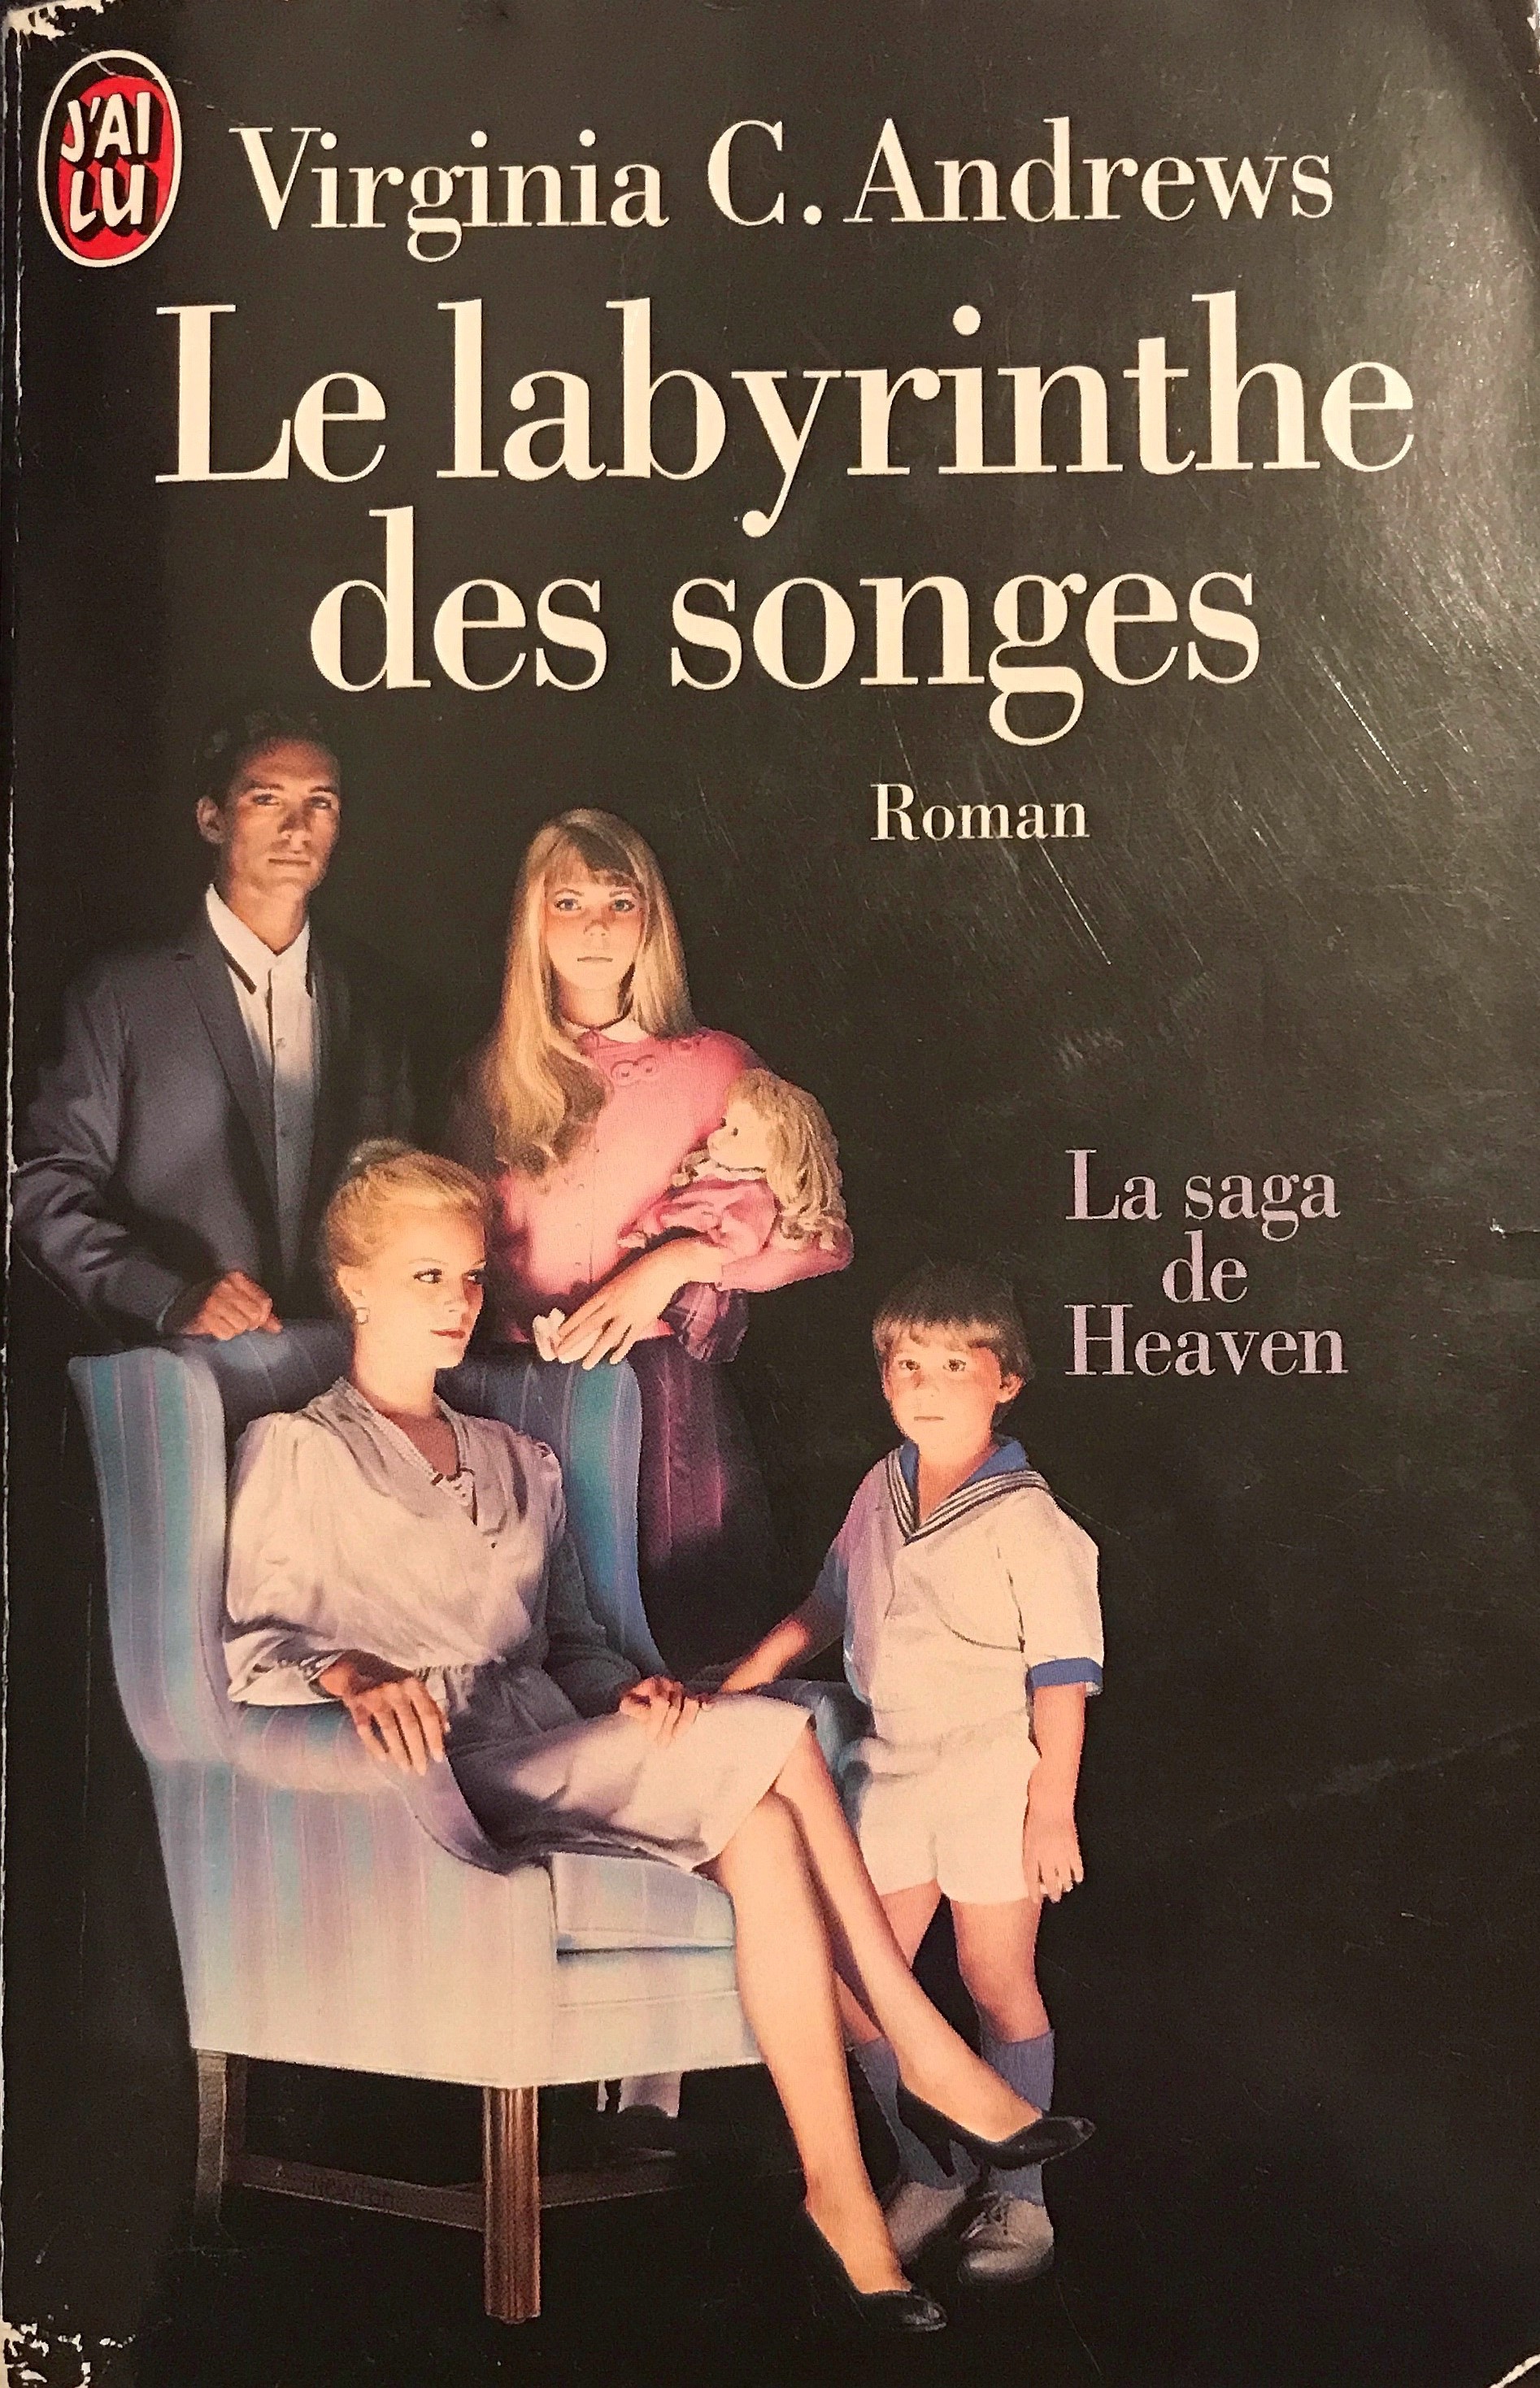 J'AI
LU
Virginia C. Andrews
Le labyrinthe
des songes
Roman
La saga
de
Heaven